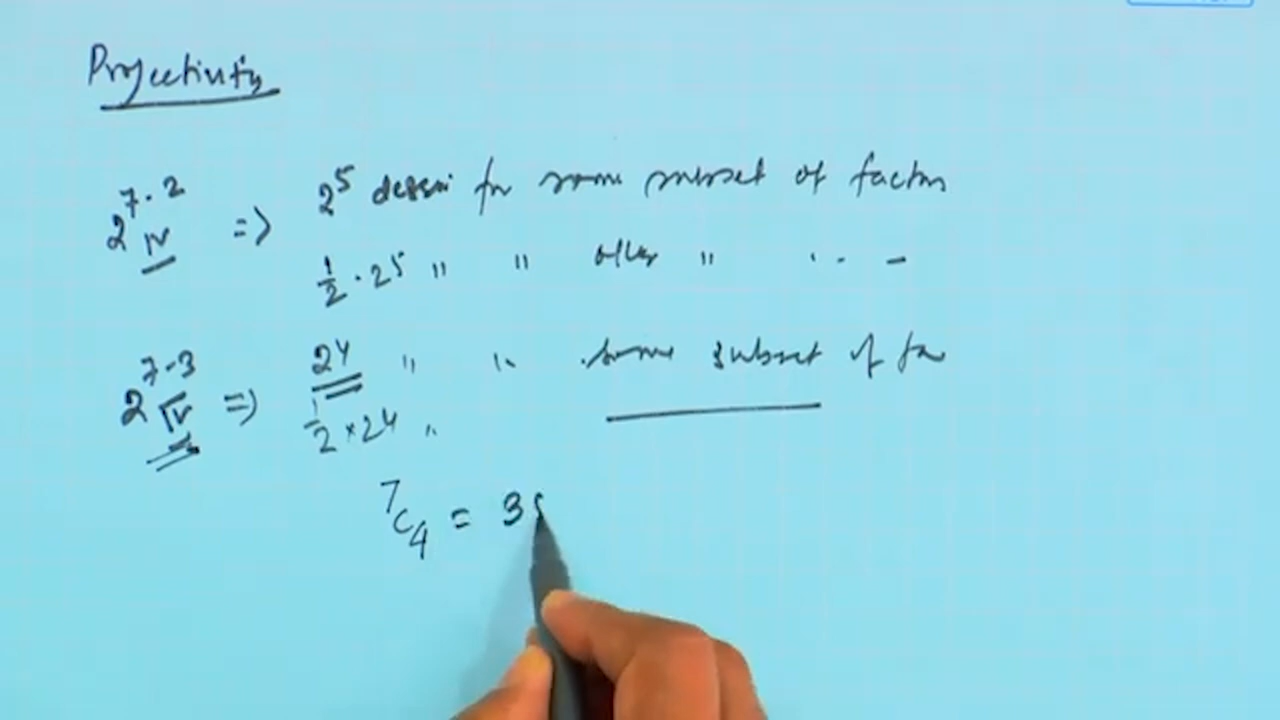 Projectivity
2^{7-2}_{IV} => 2^5 design for some subset of factors
1/2 · 2^5 " " other " . . -
2^{7-3}_{IV} => 2^4 " " some subset of fa
1/2 × 2^4 "
^7C_4 = 3